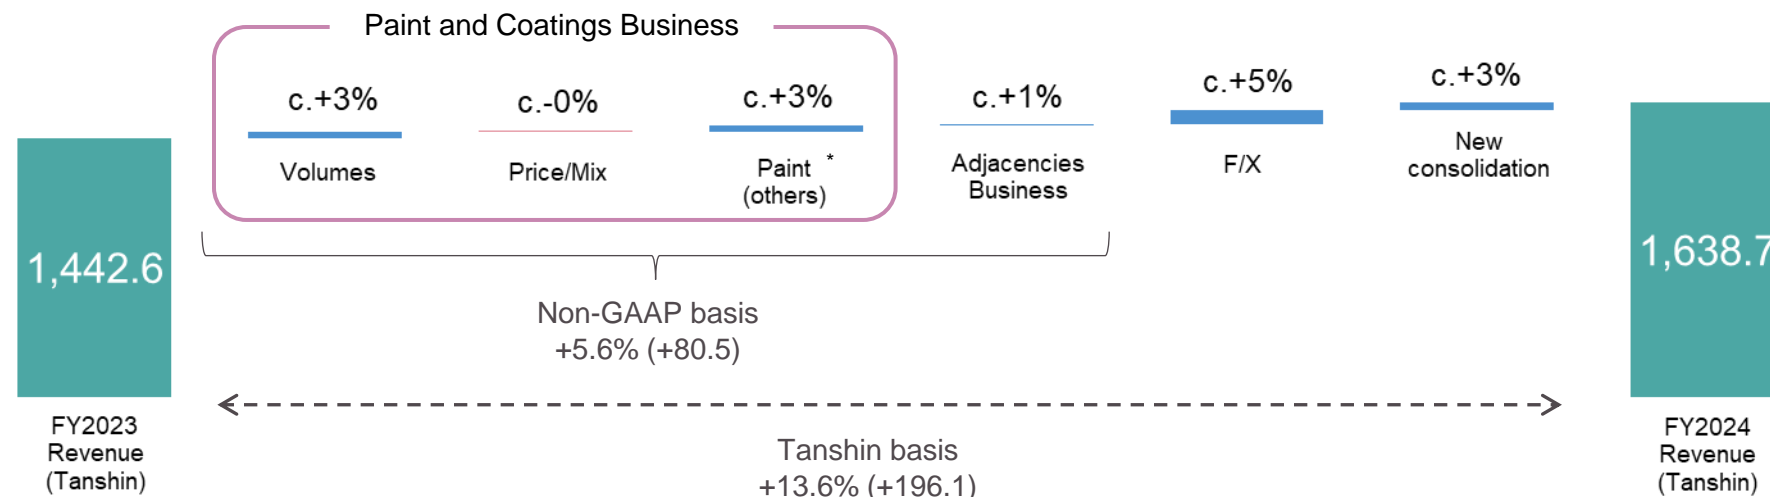 Paint and Coatings Business
c.+3%
Volumes
c.-0%
Price/Mix
c.+3%
Paint *
(others)
c.+1%
Adjacencies
Business
c.+5%
F/X
c.+3%
New
consolidation
1,442.6
FY2023
Revenue
(Tanshin)
1,638.7
FY2024
Revenue
(Tanshin)
Non-GAAP basis
+5.6% (+80.5)
Tanshin basis
+13.6% (+196.1)